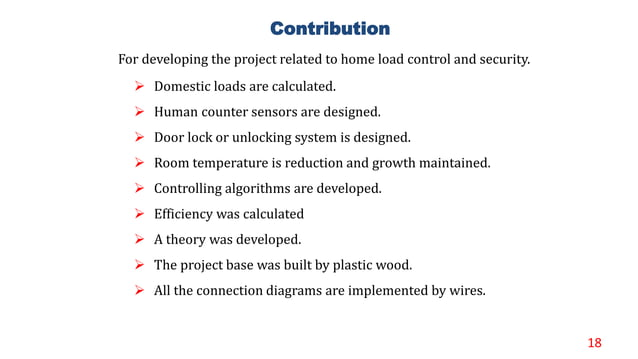 Contribution
For developing the project related to home load control and security.
Domestic loads are calculated.
Human counter sensors are designed.
Door lock or unlocking system is designed.
Room temperature is reduction and growth maintained.
Controlling algorithms are developed.
Efficiency was calculated
A theory was developed.
The project base was built by plastic wood.
All the connection diagrams are implemented by wires.
18